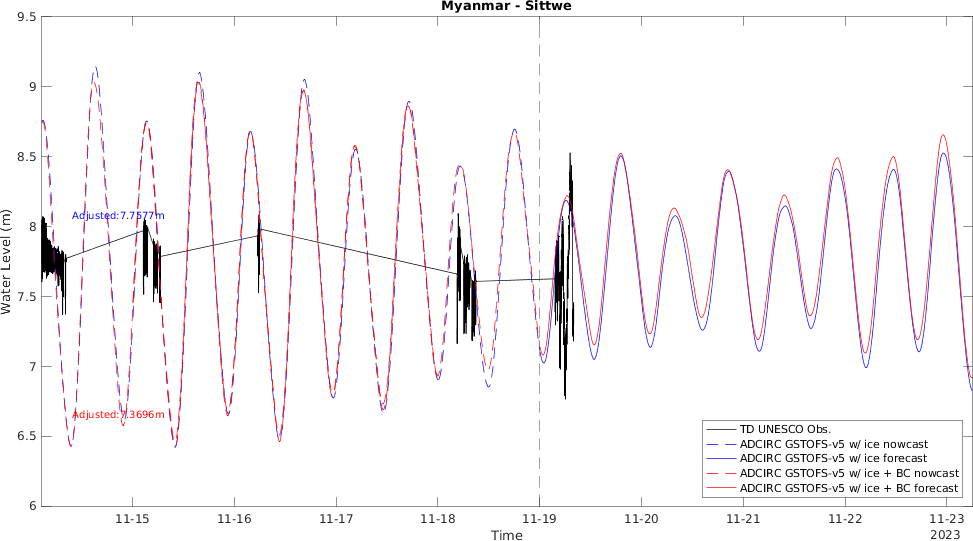 Myanmar - Sittwe
Water Level (m)
9.5
9
8.5
8
7.5
7
6.5
6
Adjusted:7.7577m
Adjusted:7.3696m
TD UNESCO Obs.
ADCIRC GSTOFS-v5 w/ ice nowcast
ADCIRC GSTOFS-v5 w/ ice forecast
ADCIRC GSTOFS-v5 w/ ice + BC nowcast
ADCIRC GSTOFS-v5 w/ ice + BC forecast
11-15 11-16 11-17 11-18 11-19 11-20 11-21 11-22 11-23
2023
Time